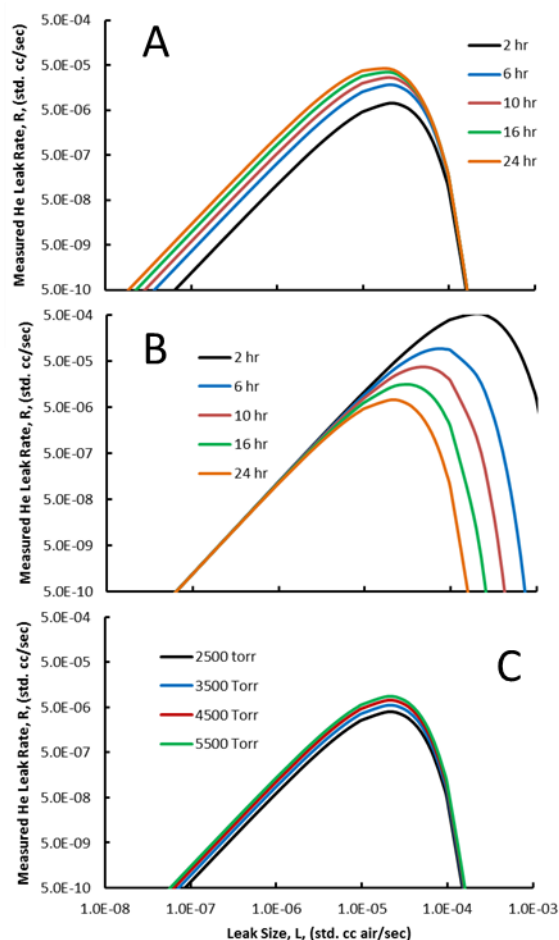 A
5.0E-04
5.0E-05
5.0E-06
5.0E-07
5.0E-08
5.0E-09
5.0E-10
Measured He Leak Rate, R, (std. cc/sec)
2 hr
6 hr
10 hr
16 hr
24 hr
B
5.0E-04
5.0E-05
5.0E-06
5.0E-07
5.0E-08
5.0E-09
5.0E-10
Measured He Leak Rate, R, (std. cc/sec)
2 hr
6 hr
10 hr
16 hr
24 hr
C
5.0E-04
5.0E-05
5.0E-06
5.0E-07
5.0E-08
5.0E-09
5.0E-10
Measured He Leak Rate, R, (std. cc/sec)
2500 torr
3500 Torr
4500 Torr
5500 Torr
1.0E-08 1.0E-07 1.0E-06 1.0E-05 1.0E-04 1.0E-03
Leak Size, L, (std. cc air/sec)